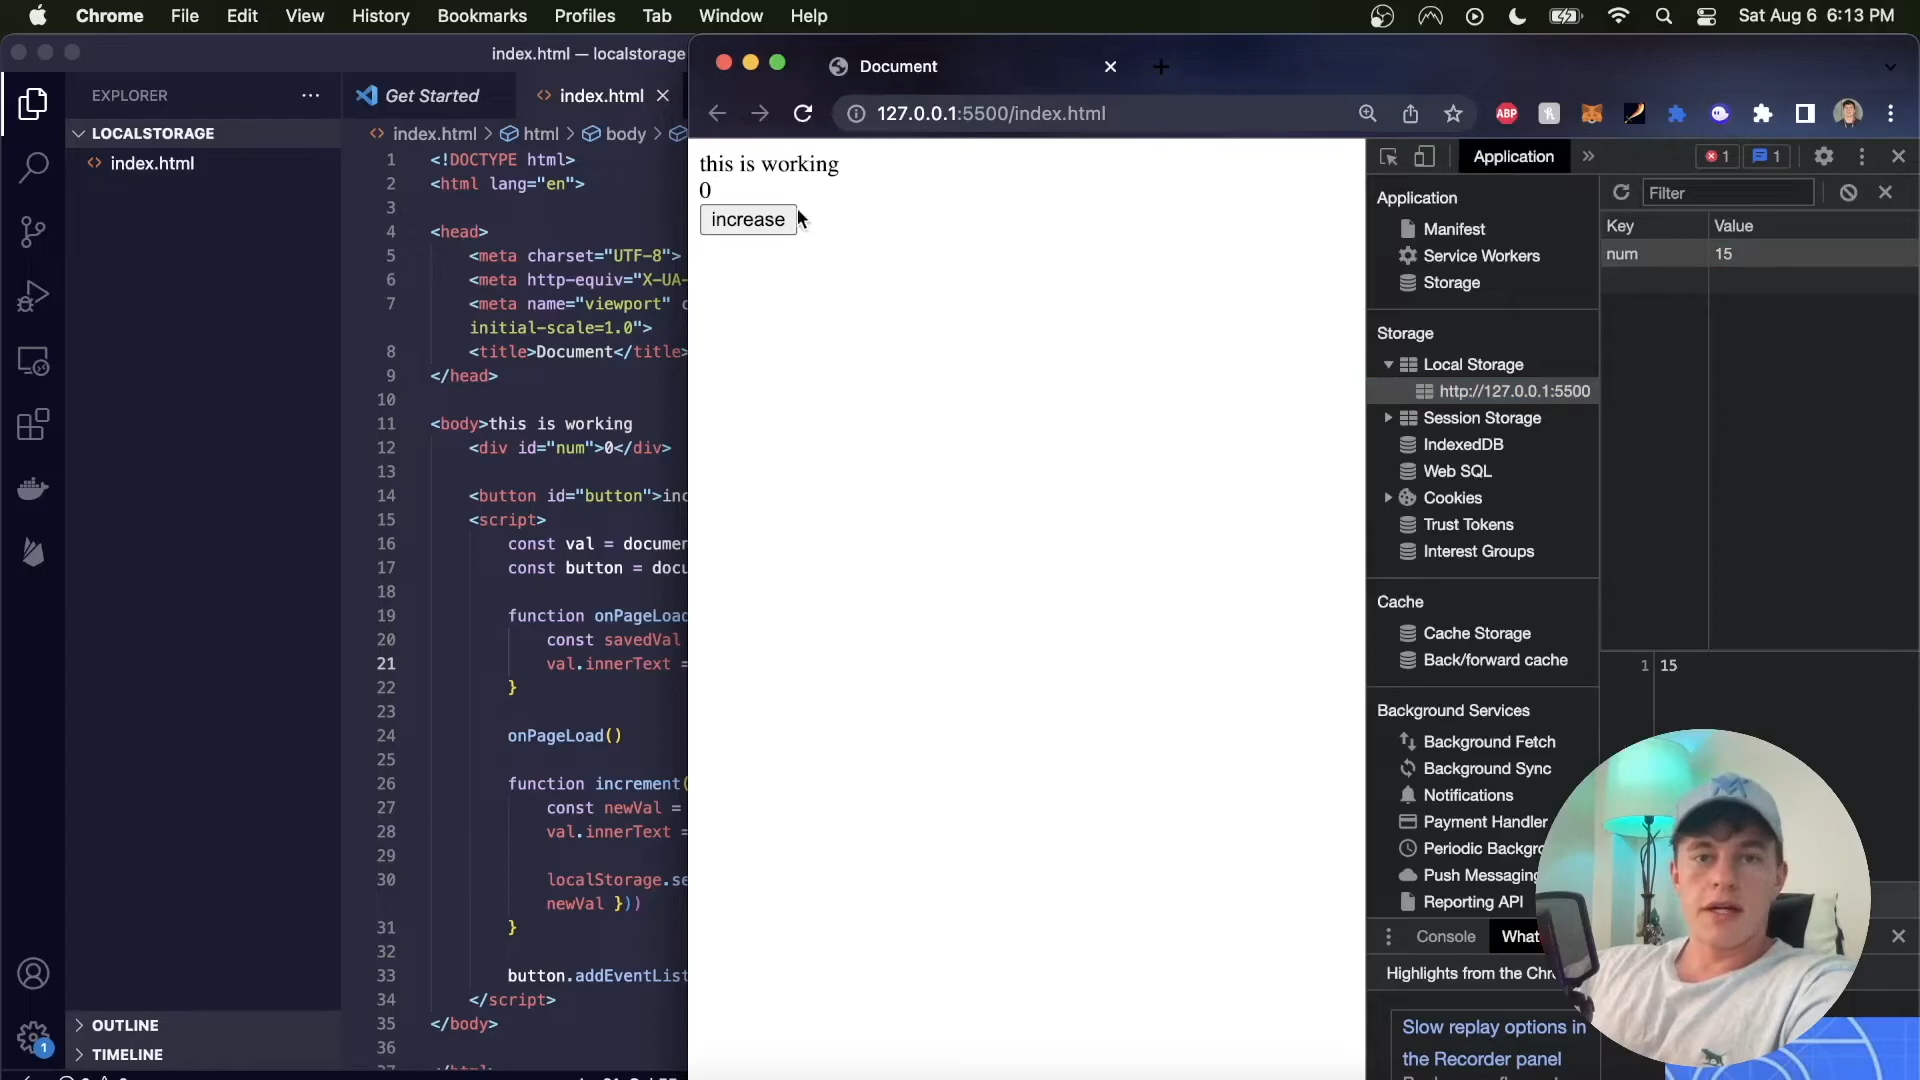 Chrome File Edit View History Bookmarks Profiles Tab Window Help
Sat Aug 6 6:13 PM
index.html — localstorage
EXPLORER
LOCALSTORAGE
index.html
1
Get Started
index.html
index.html > html > body >
1 <!DOCTYPE html>
2 <html lang="en">
3
4 <head>
5 <meta charset="UTF-8">
6 <meta http-equiv="X-UA-
7 <meta name="viewport" c
initial-scale=1.0">
8 <title>Document</title>
9 </head>
10
11 <body>this is working
12 <div id="num">0</div>
13
14 <button id="button">inc
15 <script>
16 const val = documen
17 const button = docu
18
19 function onPageLoad
20 const savedVal
21 val.innerText =
22 }
23
24 onPageLoad()
25
26 function increment(
27 const newVal =
28 val.innerText =
29
30 localStorage.se
newVal }))
31 }
32
33 button.addEventList
34 </script>
35 </body>
36
OUTLINE
TIMELINE
Document
127.0.0.1:5500/index.html
ABP
this is working
0
increase
Application
1
1
Application
Manifest
Service Workers
Storage
Storage
Local Storage
http://127.0.0.1:5500
Session Storage
IndexedDB
Web SQL
Cookies
Trust Tokens
Interest Groups
Cache
Cache Storage
Back/forward cache
Background Services
Background Fetch
Background Sync
Notifications
Payment Handler
Periodic Backgro
Push Messaging
Reporting API
Filter
Key Value
num 15
1 15
Console What
Highlights from the Chr
Slow replay options in
the Recorder panel